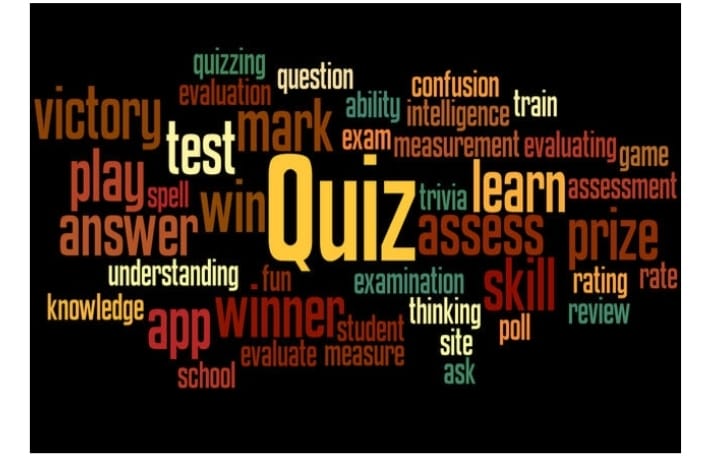 quizzing
question
confusion
evaluation
ability
intelligence
train
victory
mark
test
exam
measurement
evaluating
game
play
spell
win
Quiz
trivia
learn
assessment
answer
assess
prize
understanding
fun
examination
skill
rating
rate
knowledge
app
winner
student
thinking
poll
review
evaluate
measure
site
school
ask